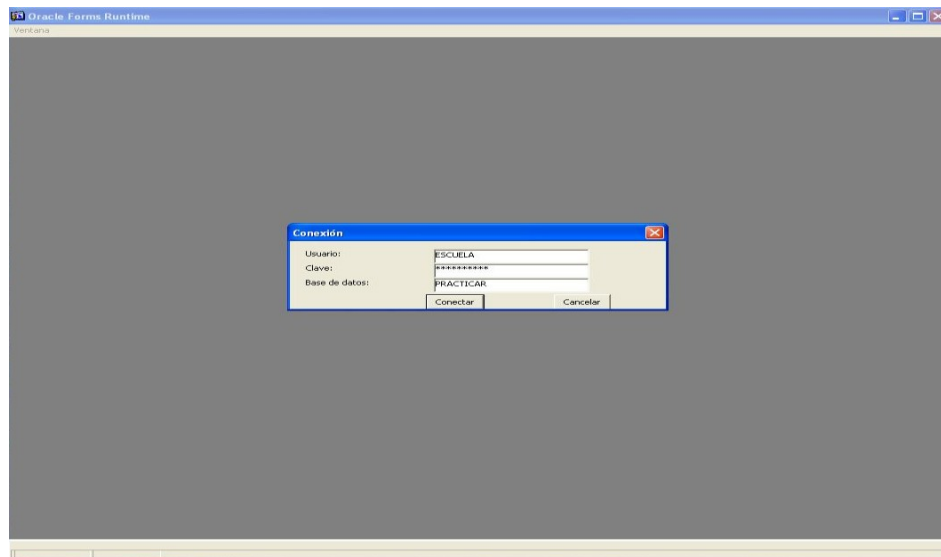 Oracle Forms Runtime
Ventana
Conexión
Usuario: ESCUELA
Clave: **********
Base de datos: PRACTICAR
Conectar Cancelar